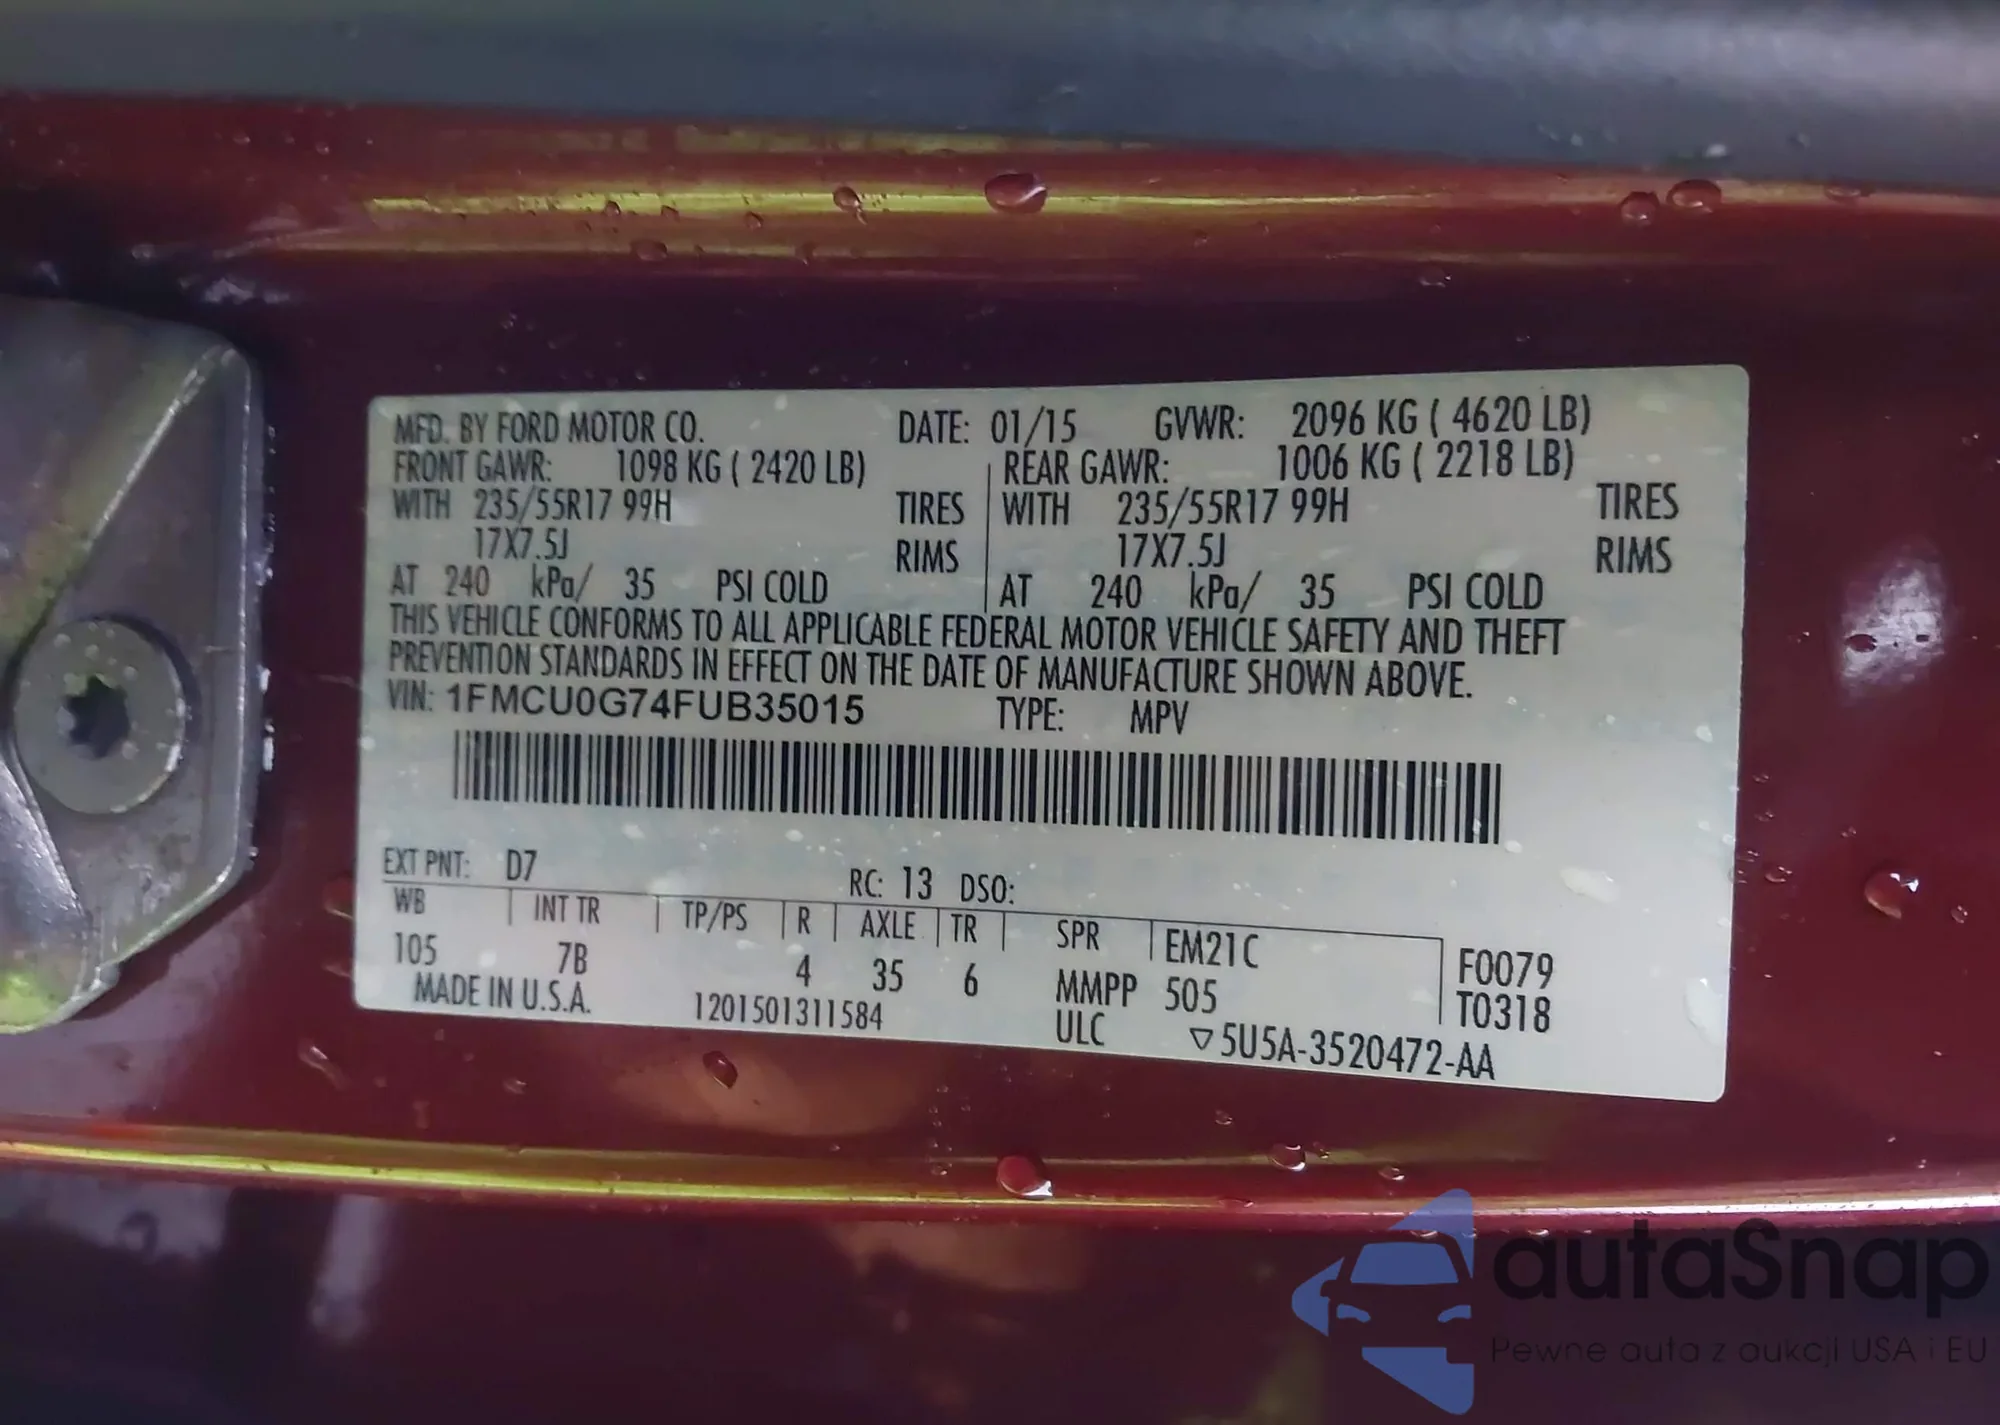 MFD. BY FORD MOTOR CO. DATE: 01/15 GVWR: 2096 KG ( 4620 LB)
FRONT GAWR: 1098 KG ( 2420 LB) REAR GAWR: 1006 KG ( 2218 LB)
WITH 235/55R17 99H TIRES WITH 235/55R17 99H TIRES
17X7.5J RIMS 17X7.5J RIMS
AT 240 kPa/ 35 PSI COLD AT 240 kPa/ 35 PSI COLD
THIS VEHICLE CONFORMS TO ALL APPLICABLE FEDERAL MOTOR VEHICLE SAFETY AND THEFT
PREVENTION STANDARDS IN EFFECT ON THE DATE OF MANUFACTURE SHOWN ABOVE.
VIN: 1FMCU0G74FUB35015 TYPE: MPV
EXT PNT: D7 RC: 13 DSO:
WB INT TR TP/PS R AXLE TR SPR EM21C F0079
105 7B 4 35 6 MMPP 505 T0318
MADE IN U.S.A. 1201501311584 ULC ▽5U5A-3520472-AA
autaSnap
Pewne auta z aukcji USA i EU